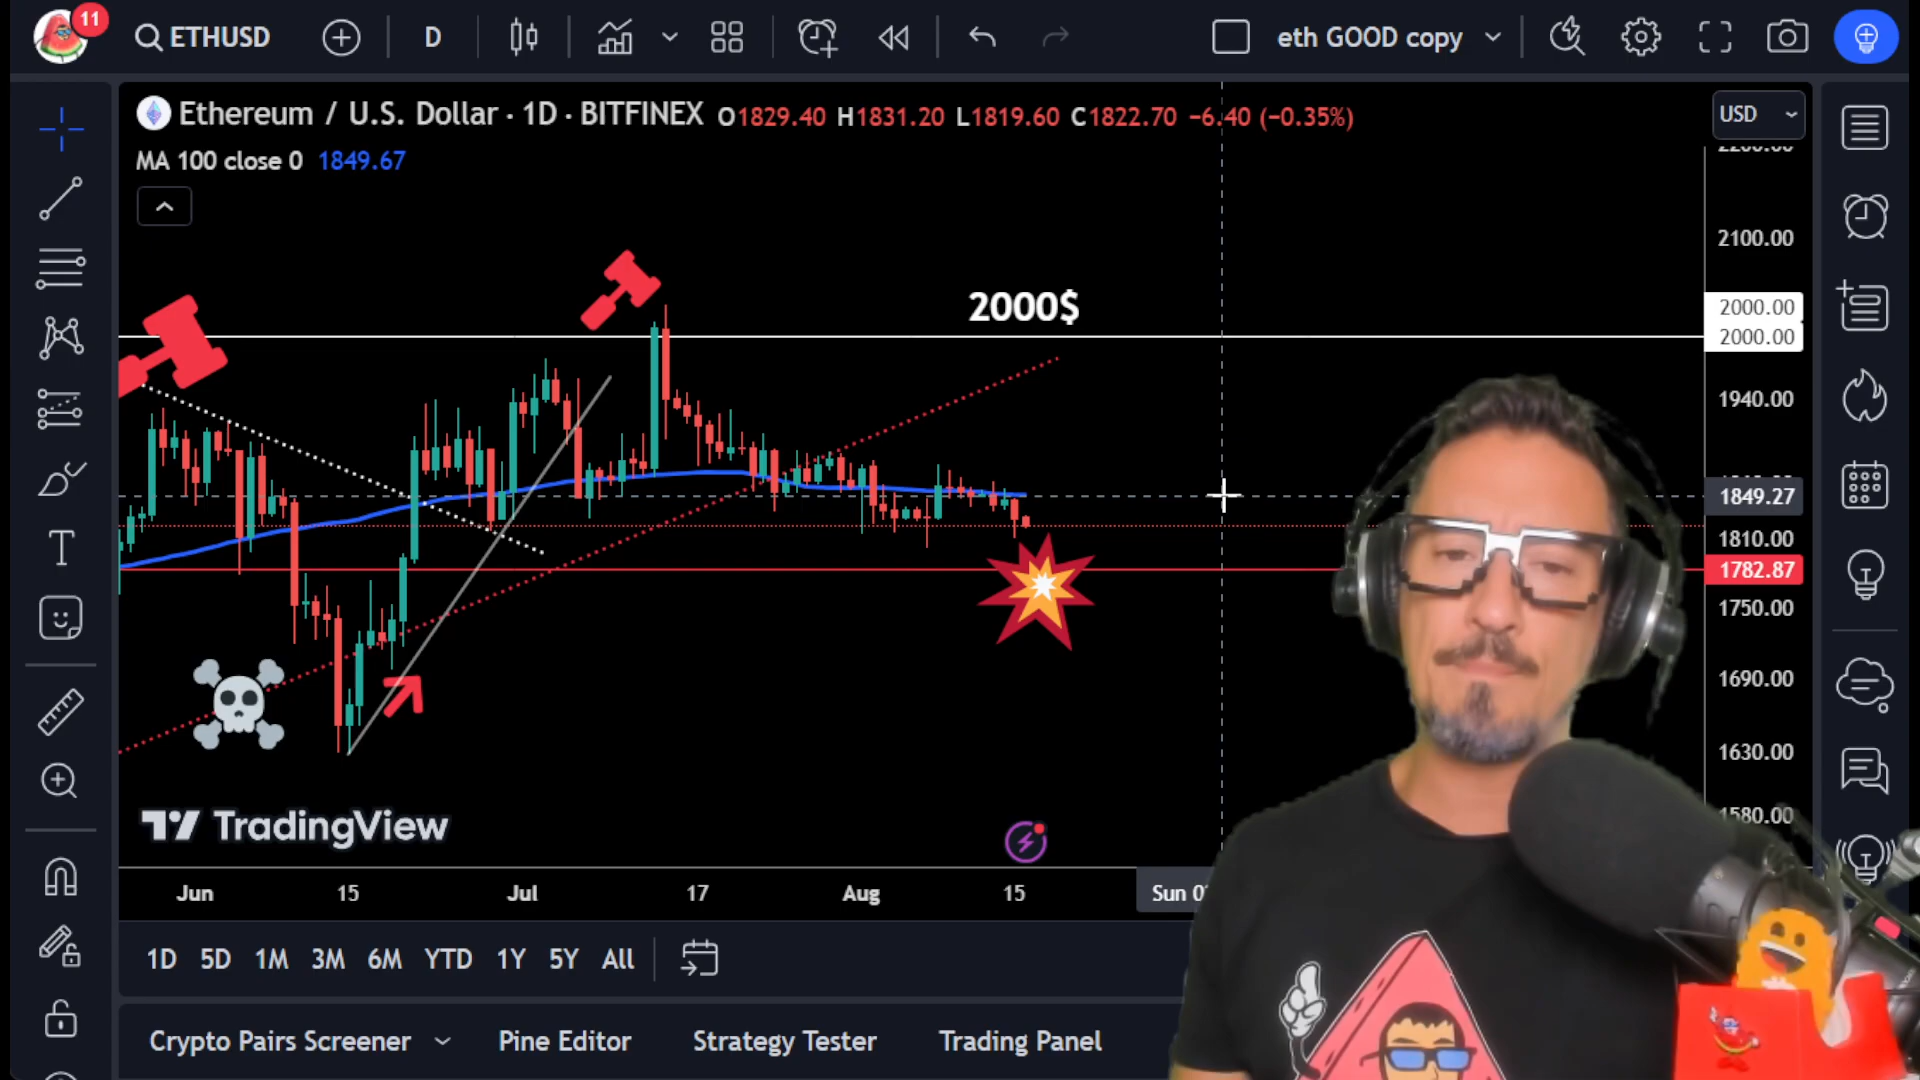 11
ETHUSD
D
eth GOOD copy
Ethereum / U.S. Dollar · 1D · BITFINEX O1829.40 H1831.20 L1819.60 C1822.70 −6.40 (−0.35%)
USD
MA 100 close 0 1849.67
2100.00
2000$
2000.00
2000.00
1940.00
1849.27
1810.00
1782.87
1750.00
1690.00
1630.00
1580.00
TradingView
Jun
15
Jul
17
Aug
15
Sun
1D
5D
1M
3M
6M
YTD
1Y
5Y
All
Crypto Pairs Screener
Pine Editor
Strategy Tester
Trading Panel